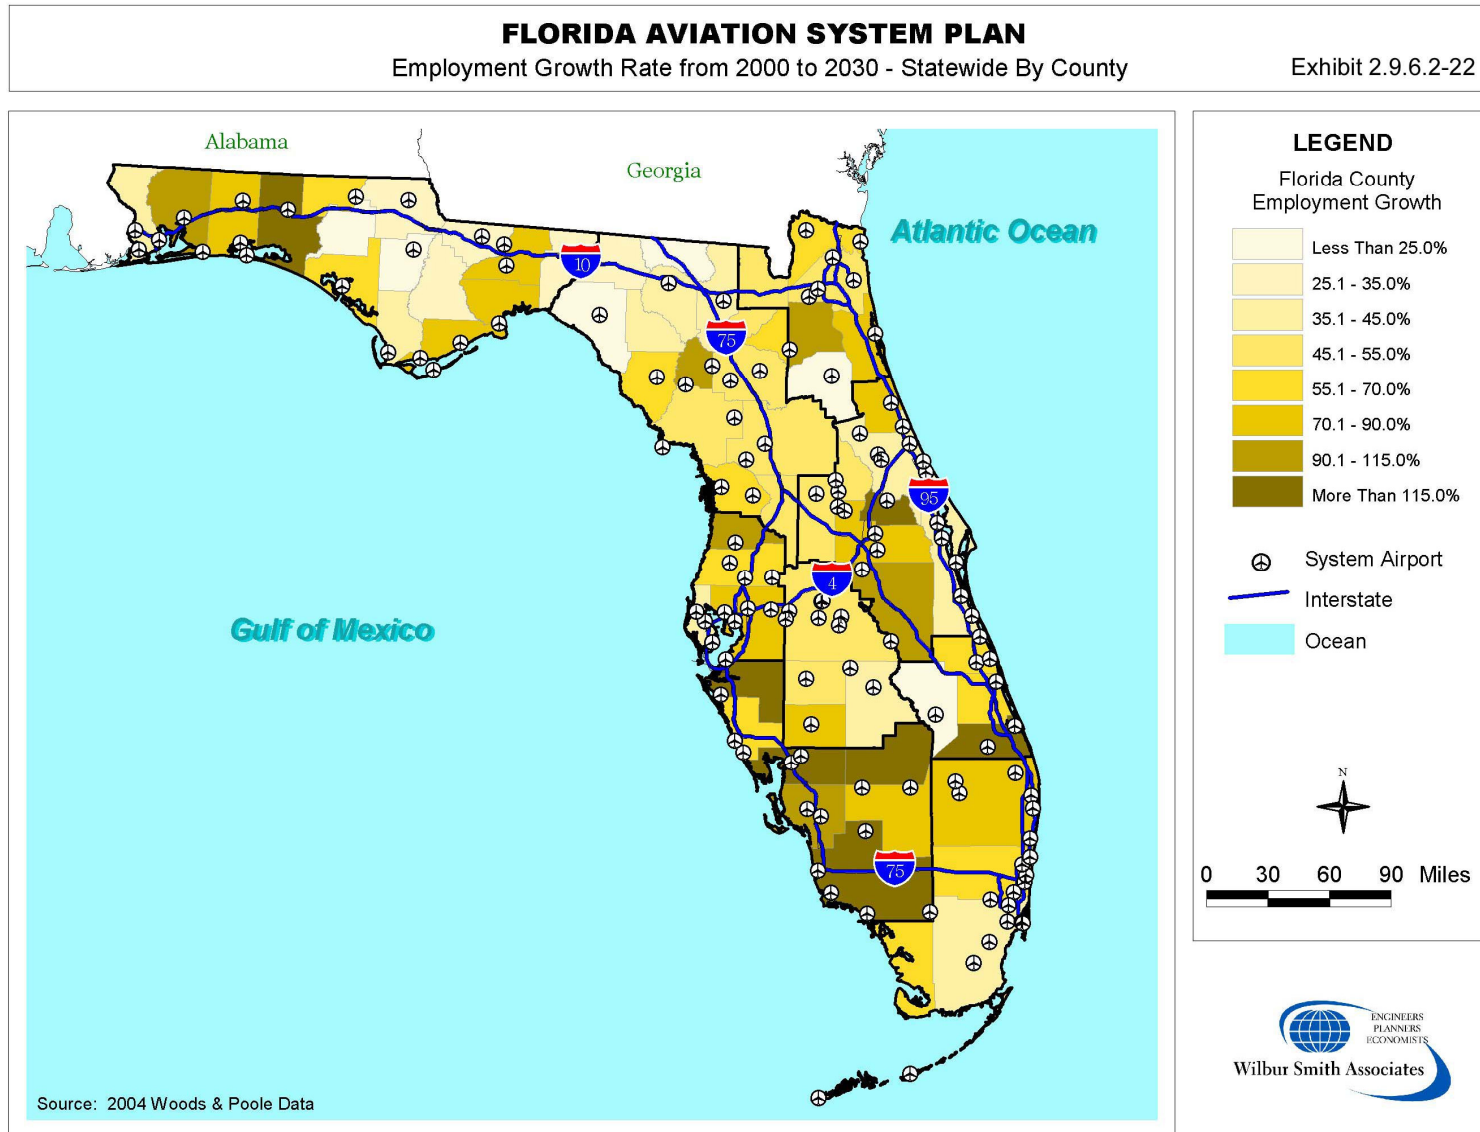 FLORIDA AVIATION SYSTEM PLAN
Employment Growth Rate from 2000 to 2030 - Statewide By County
Exhibit 2.9.6.2-22
Alabama
Georgia
Atlantic Ocean
10
75
95
4
Gulf of Mexico
75
Source: 2004 Woods & Poole Data
LEGEND
Florida County
Employment Growth
Less Than 25.0%
25.1 - 35.0%
35.1 - 45.0%
45.1 - 55.0%
55.1 - 70.0%
70.1 - 90.0%
90.1 - 115.0%
More Than 115.0%
System Airport
Interstate
Ocean
N
0 30 60 90 Miles
ENGINEERS
PLANNERS
ECONOMISTS
Wilbur Smith Associates